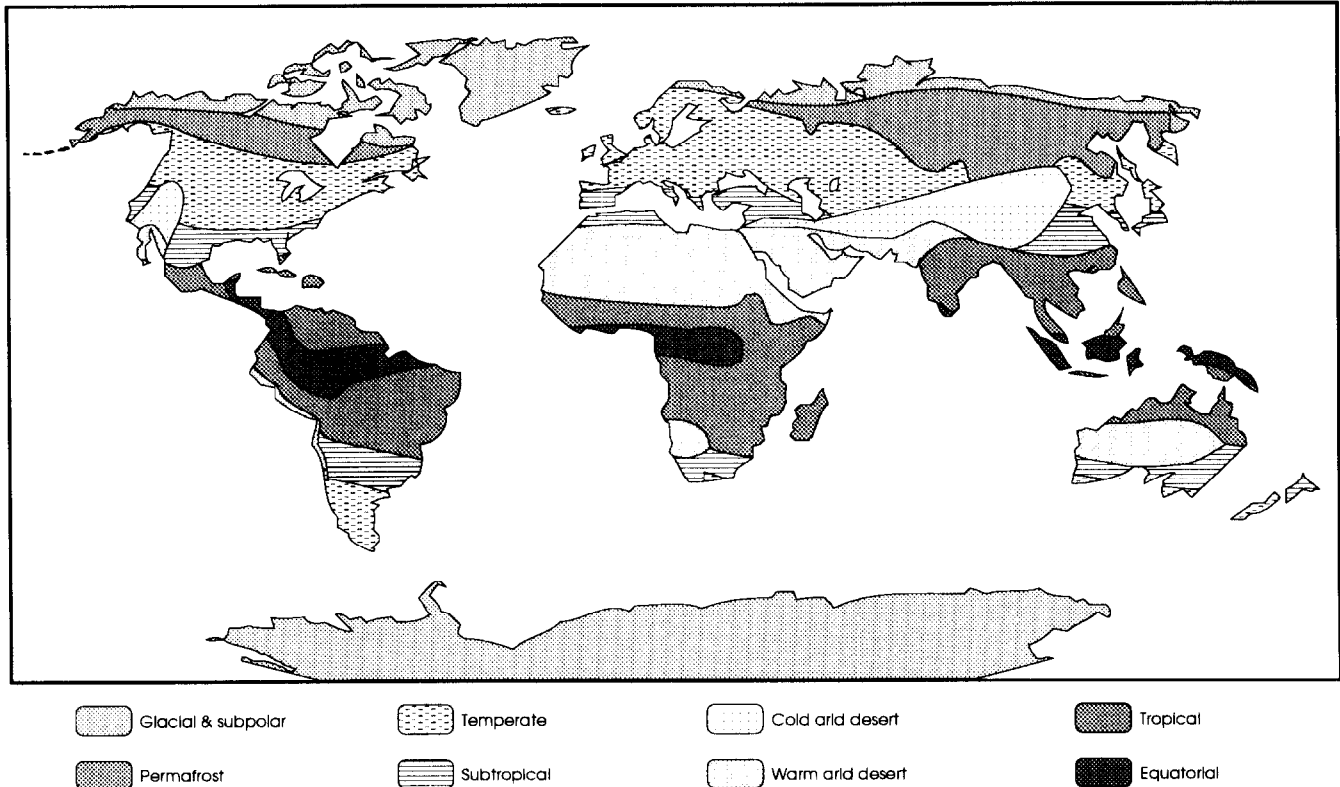 Glacial & subpolar
Temperate
Cold arid desert
Tropical
Permafrost
Subtropical
Warm arid desert
Equatorial